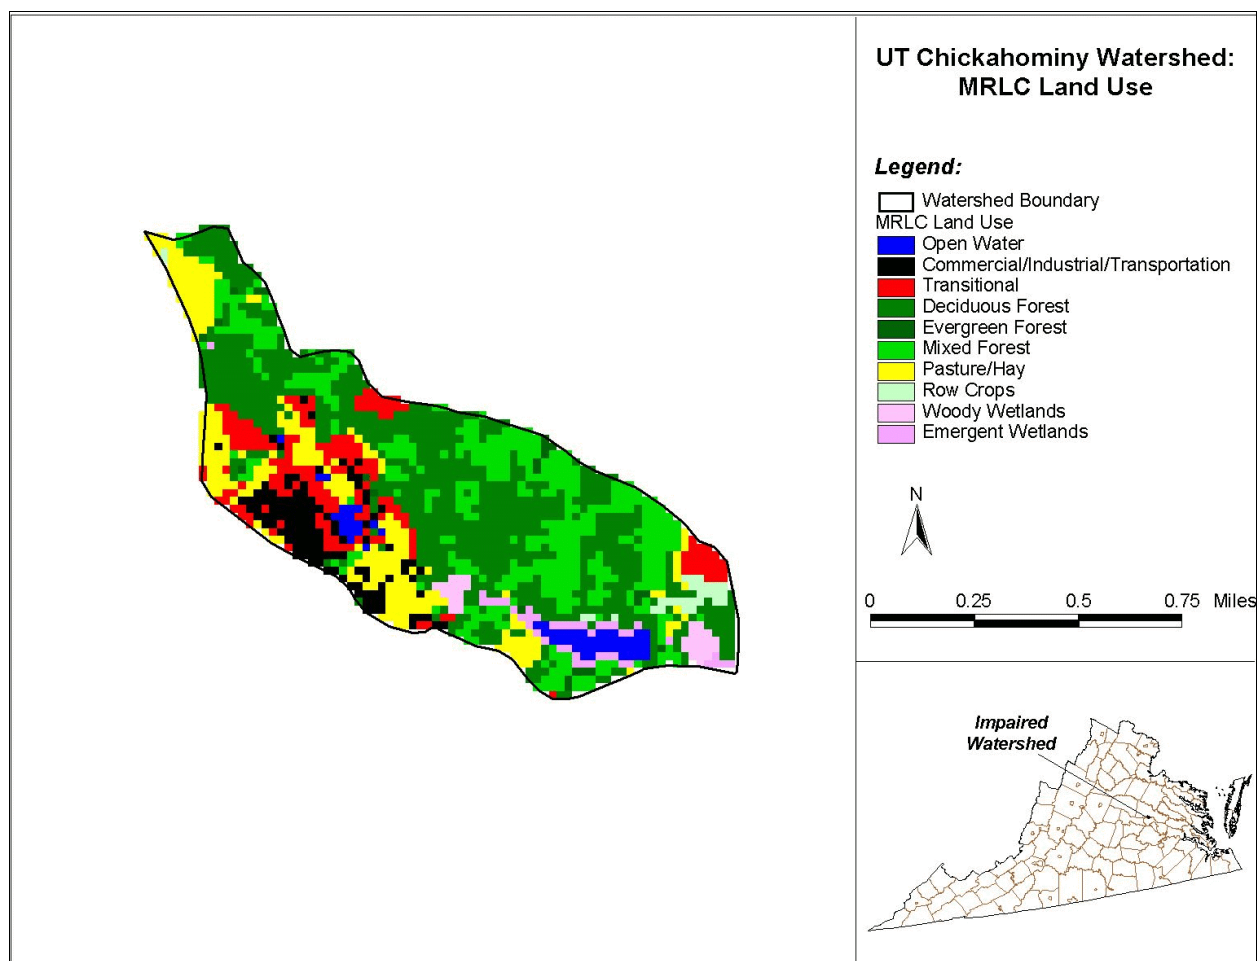 UT Chickahominy Watershed:
MRLC Land Use
Legend:
Watershed Boundary
MRLC Land Use
Open Water
Commercial/Industrial/Transportation
Transitional
Deciduous Forest
Evergreen Forest
Mixed Forest
Pasture/Hay
Row Crops
Woody Wetlands
Emergent Wetlands
N
0 0.25 0.5 0.75 Miles
Impaired
Watershed